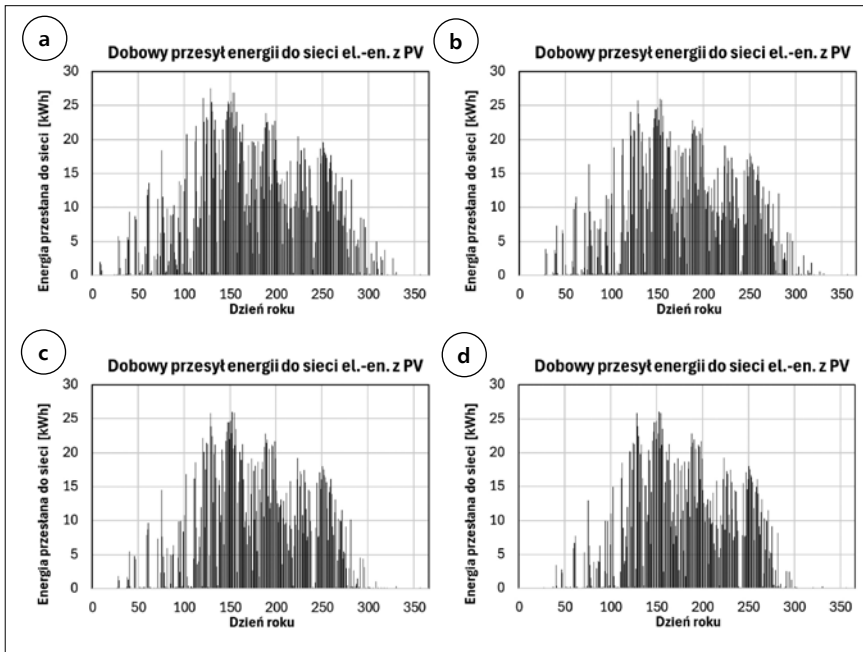 a
Dobowy przesył energii do sieci el.-en. z PV
Energia przesłana do sieci [kWh]
30
25
20
15
10
5
0
0 50 100 150 200 250 300 350
Dzień roku
b
Dobowy przesył energii do sieci el.-en. z PV
Energia przesłana do sieci [kWh]
30
25
20
15
10
5
0
0 50 100 150 200 250 300 350
Dzień roku
c
Dobowy przesył energii do sieci el.-en. z PV
Energia przesłana do sieci [kWh]
30
25
20
15
10
5
0
0 50 100 150 200 250 300 350
Dzień roku
d
Dobowy przesył energii do sieci el.-en. z PV
Energia przesłana do sieci [kWh]
30
25
20
15
10
5
0
0 50 100 150 200 250 300 350
Dzień roku